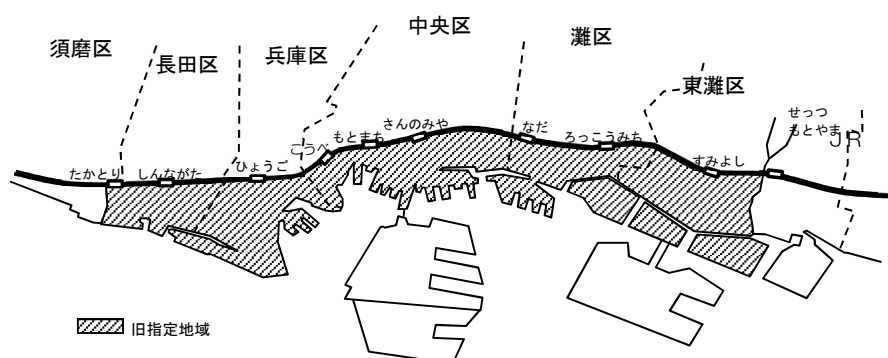 中央区
灘区
須磨区
長田区
兵庫区
東灘区
せっつ
もとやま
JR
さんのみや
なだ
もとまち
ろっこうみち
こうべ
すみよし
ひょうご
たかとり
しんながた
旧指定地域